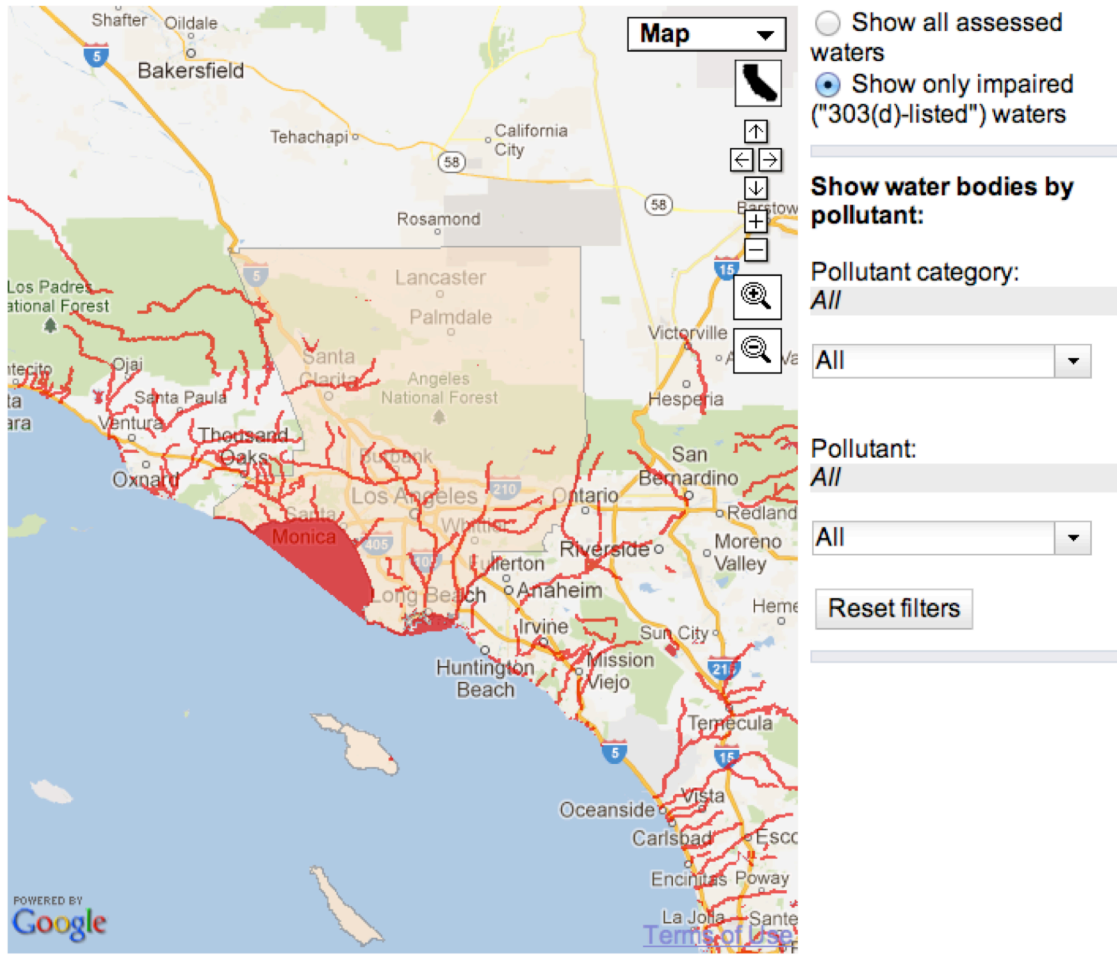 Shafter
Oildale
Map
5
Bakersfield
Tehachapi
California
City
58
58
Rosamond
Barstow
15
5
Lancaster
Los Padres
National Forest
Palmdale
Victorville
Santa
Clarita
Angeles
National Forest
Hesperia
Ojai
Santa Paula
Ventura
Thousand
Oaks
Burbank
San
Bernardino
Oxnard
Los Angeles
210
Ontario
Santa
Monica
Whittier
Redland
405
Riverside
Moreno
Valley
Fullerton
Long Beach
Anaheim
Heme
Irvine
Sun City
Huntington
Beach
Mission
Viejo
Temecula
5
15
Oceanside
Vista
Carlsbad
Esco
Encinitas
Poway
La Jolla
Sante
POWERED BY
Google
Terms of Use
Show all assessed
waters
Show only impaired
("303(d)-listed") waters
Show water bodies by
pollutant:
Pollutant category:
All
All
Pollutant:
All
All
Reset filters